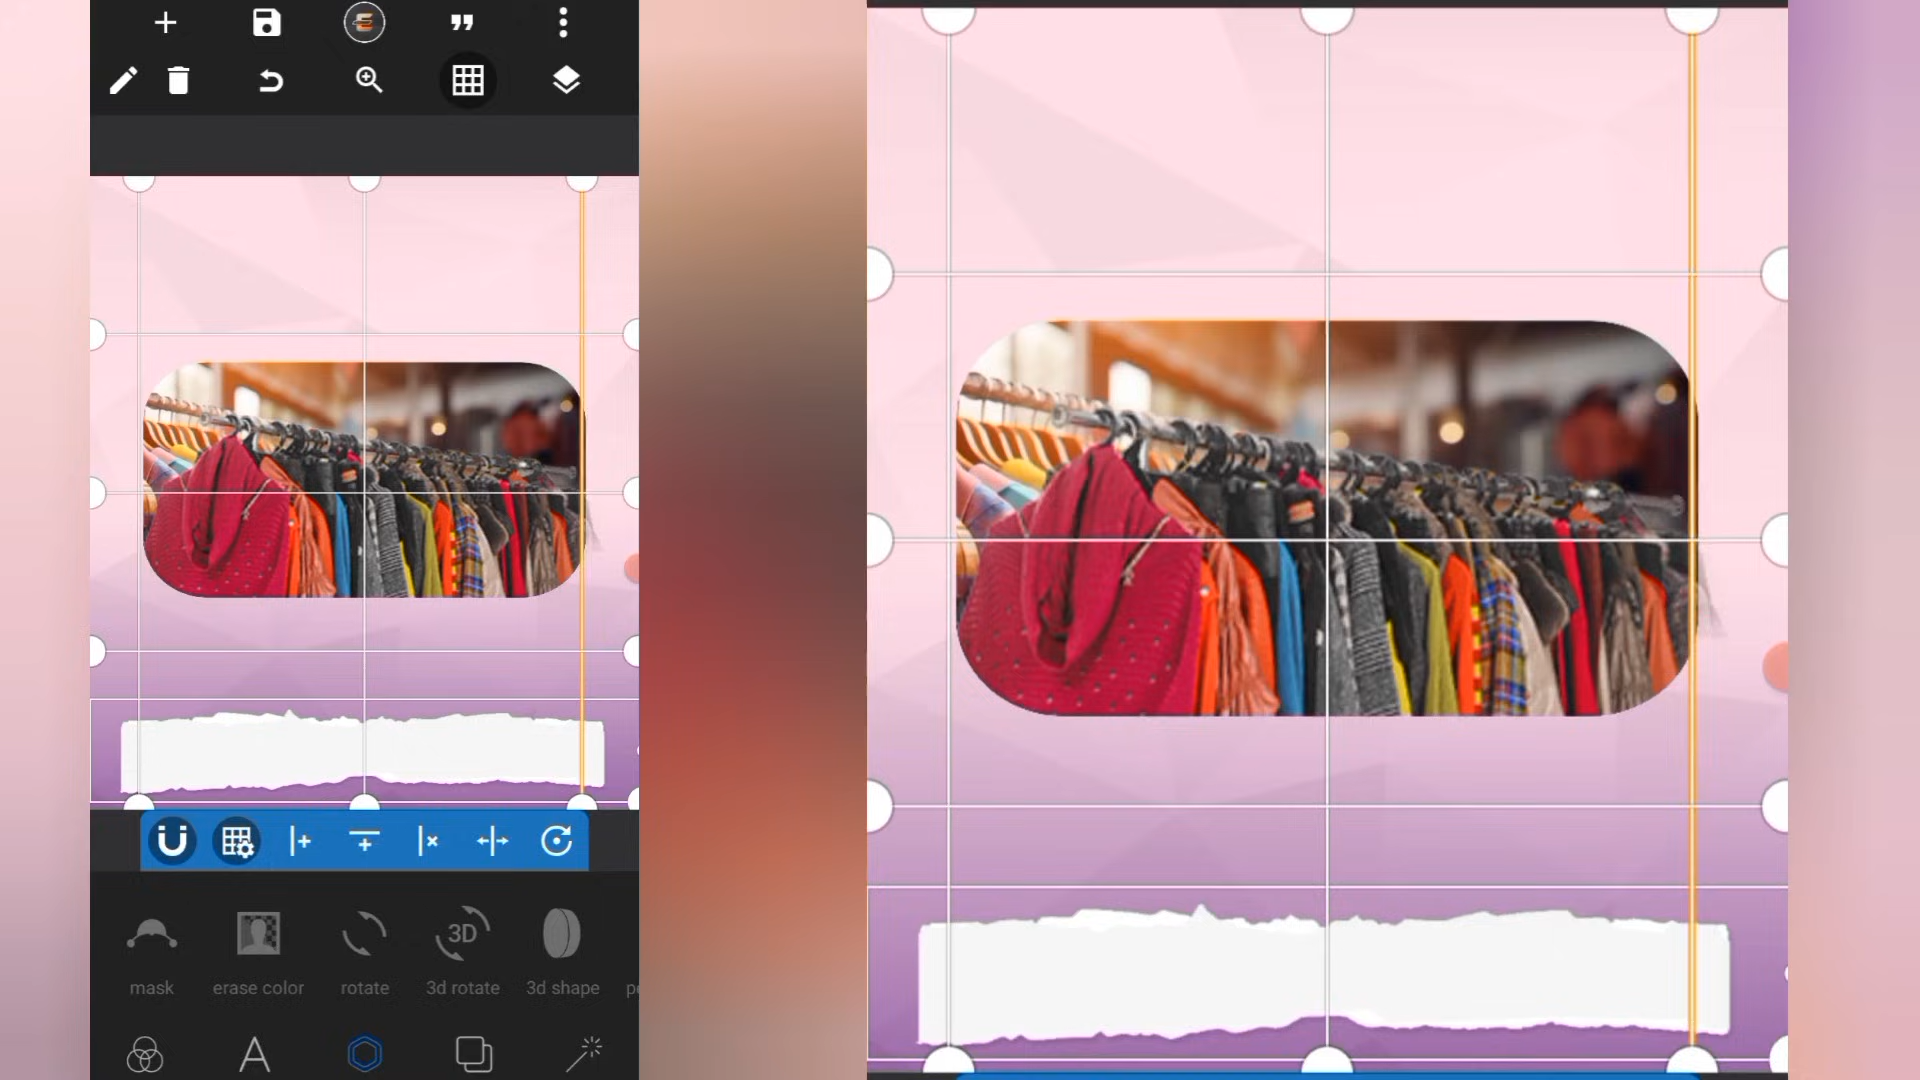 mask
erase color
rotate
3D
3d rotate
3d shape